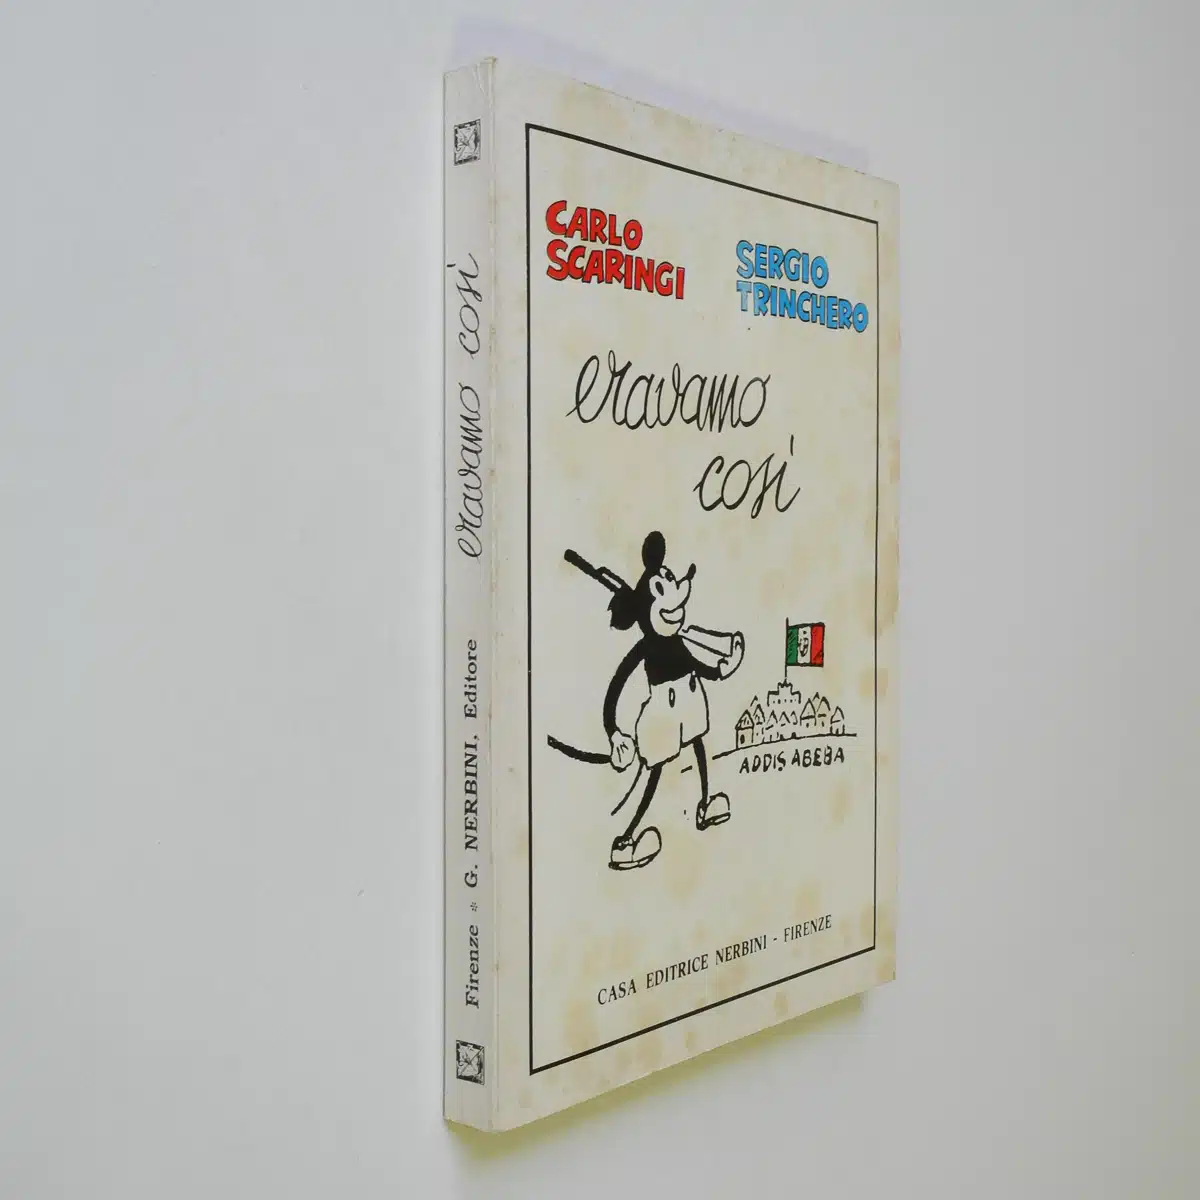 CARLO
SCARINGI
SERGIO
TRINCHERO
eravamo
così
ADDIS ABEBA
CASA EDITRICE NERBINI - FIRENZE
Firenze * G. NERBINI, Editore eravamo così